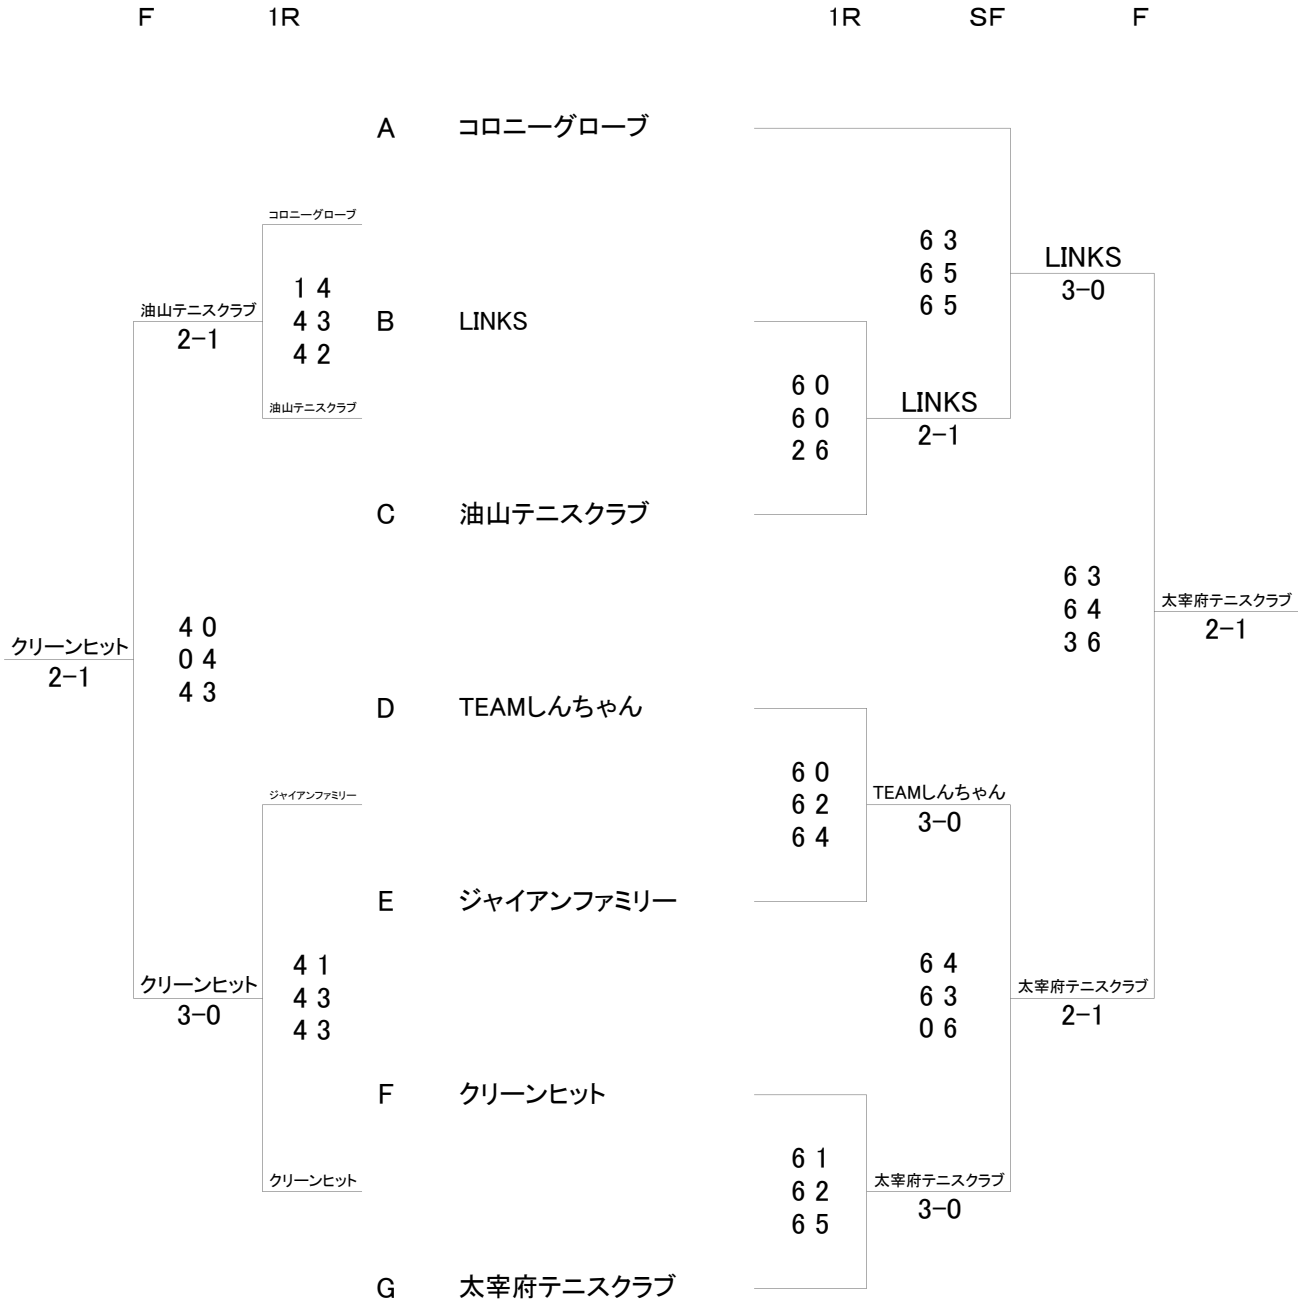 F 1R 1R SF F
A コロニーグローブ
コロニーグローブ
6 3
6 5
6 5
LINKS
3-0
1 4
4 3
4 2
油山テニスクラブ
2-1
B LINKS
6 0
6 0
2 6
LINKS
2-1
油山テニスクラブ
C 油山テニスクラブ
6 3
6 4
3 6
太宰府テニスクラブ
2-1
クリーンヒット
2-1
4 0
0 4
4 3
D TEAMしんちゃん
6 0
6 2
6 4
TEAMしんちゃん
3-0
ジャイアンファミリー
E ジャイアンファミリー
4 1
4 3
4 3
クリーンヒット
3-0
6 4
6 3
0 6
太宰府テニスクラブ
2-1
F クリーンヒット
6 1
6 2
6 5
太宰府テニスクラブ
3-0
クリーンヒット
G 太宰府テニスクラブ